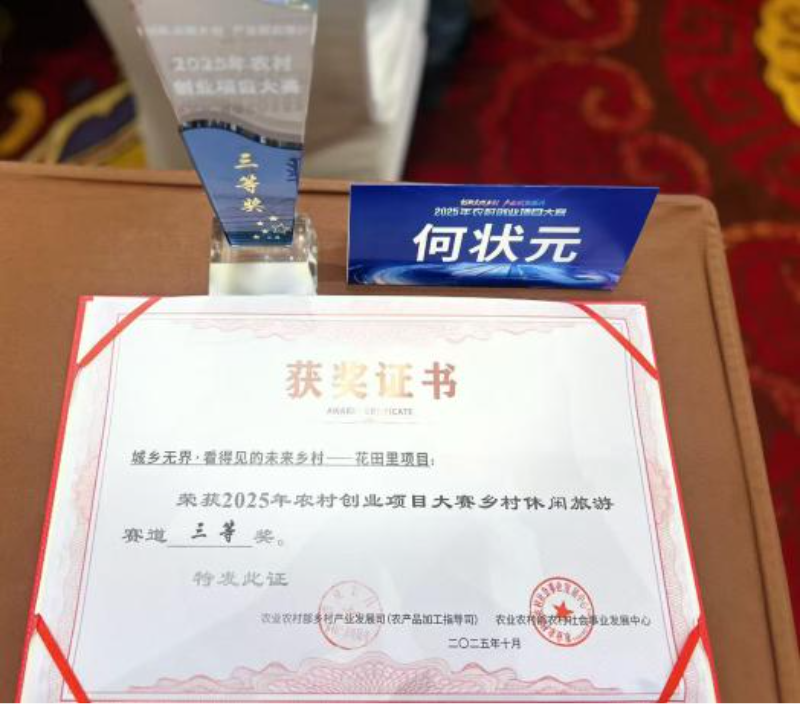 2025年农村
创业项目大赛
三等奖
2025年农村创业项目大赛
何状元
获奖证书
AWARD CERTIFICATE
城乡无界·看得见的未来乡村——花田里项目:
荣获2025年农村创业项目大赛乡村休闲旅游
赛道 三等 奖。
特发此证
农业农村部乡村产业发展司(农产品加工指导司) 农业农村部农村社会事业发展中心
二〇二五年十月